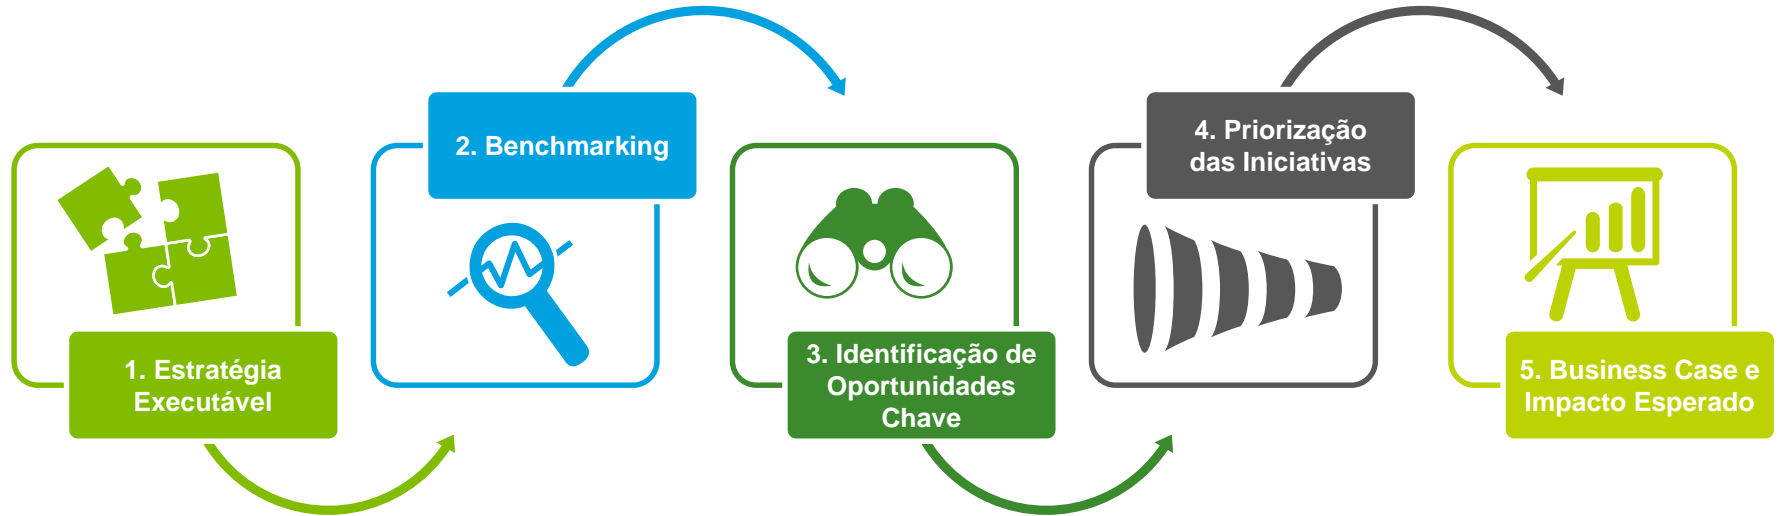 1. Estratégia
Executável
2. Benchmarking
3. Identificação de
Oportunidades
Chave
4. Priorização
das Iniciativas
5. Business Case e
Impacto Esperado